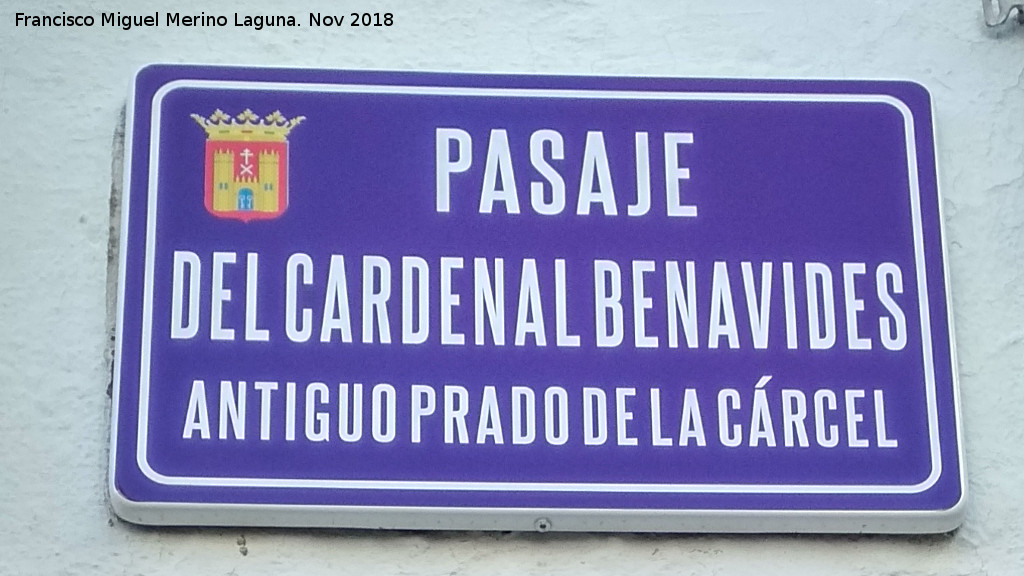 Francisco Miguel Merino Laguna. Nov 2018
PASAJE
DEL CARDENAL BENAVIDES
ANTIGUO PRADO DE LA CÁRCEL